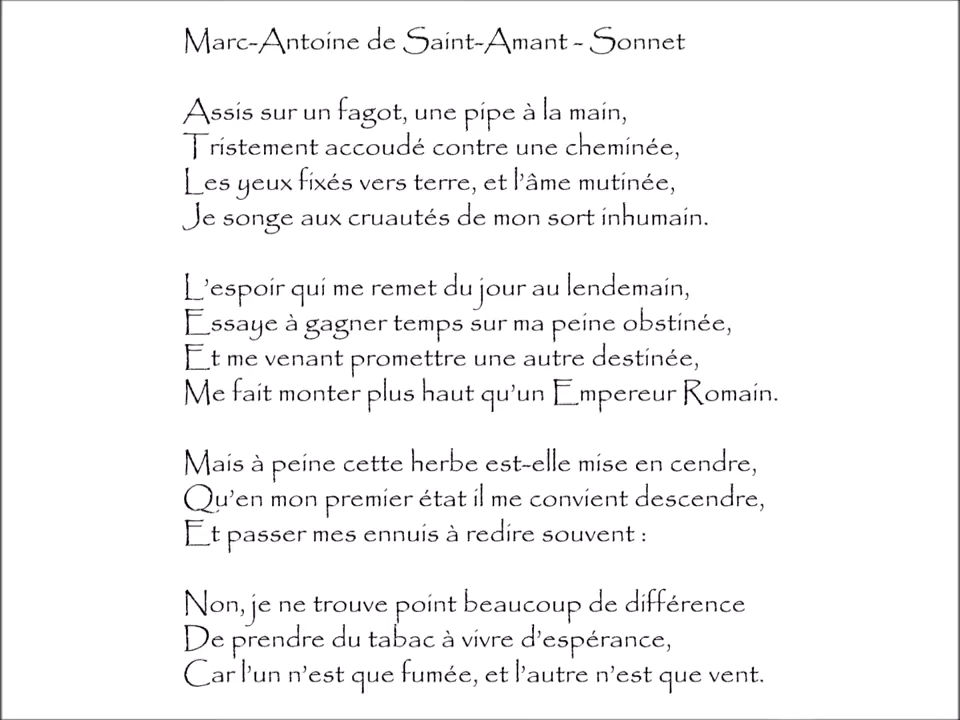 Marc-Antoine de Saint-Amant - Sonnet
Assis sur un fagot, une pipe à la main,
Tristement accoudé contre une cheminée,
Les yeux fixés vers terre, et l'âme mutinée,
Je songe aux cruautés de mon sort inhumain.
L'espoir qui me remet du jour au lendemain,
Essaye à gagner temps sur ma peine obstinée,
Et me venant promettre une autre destinée,
Me fait monter plus haut qu'un Empereur Romain.
Mais à peine cette herbe est-elle mise en cendre,
Qu'en mon premier état il me convient descendre,
Et passer mes ennuis à redire souvent :
Non, je ne trouve point beaucoup de différence
De prendre du tabac à vivre d'espérance,
Car l'un n'est que fumée, et l'autre n'est que vent.